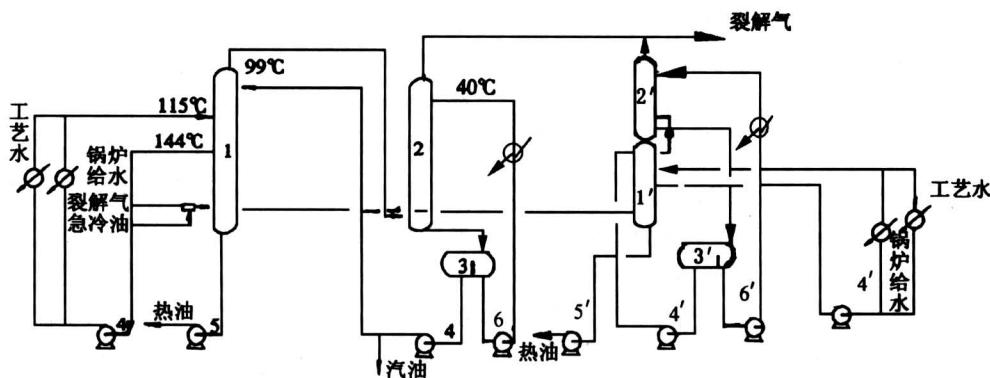 裂解气
99℃
40℃
2′
工艺水
115℃
1
2
144℃
锅炉
给水
1′
工艺水
裂解气
急冷油
锅炉给水
3
3′
热油
4
5
4
6
热油
5′
4′
6′
4′
汽油